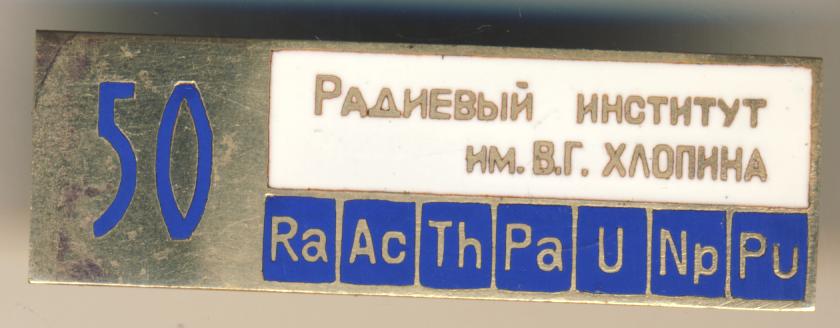 50
Радиевый институт
им. В.Г. Хлопина
Ra Ac Th Pa U Np Pu